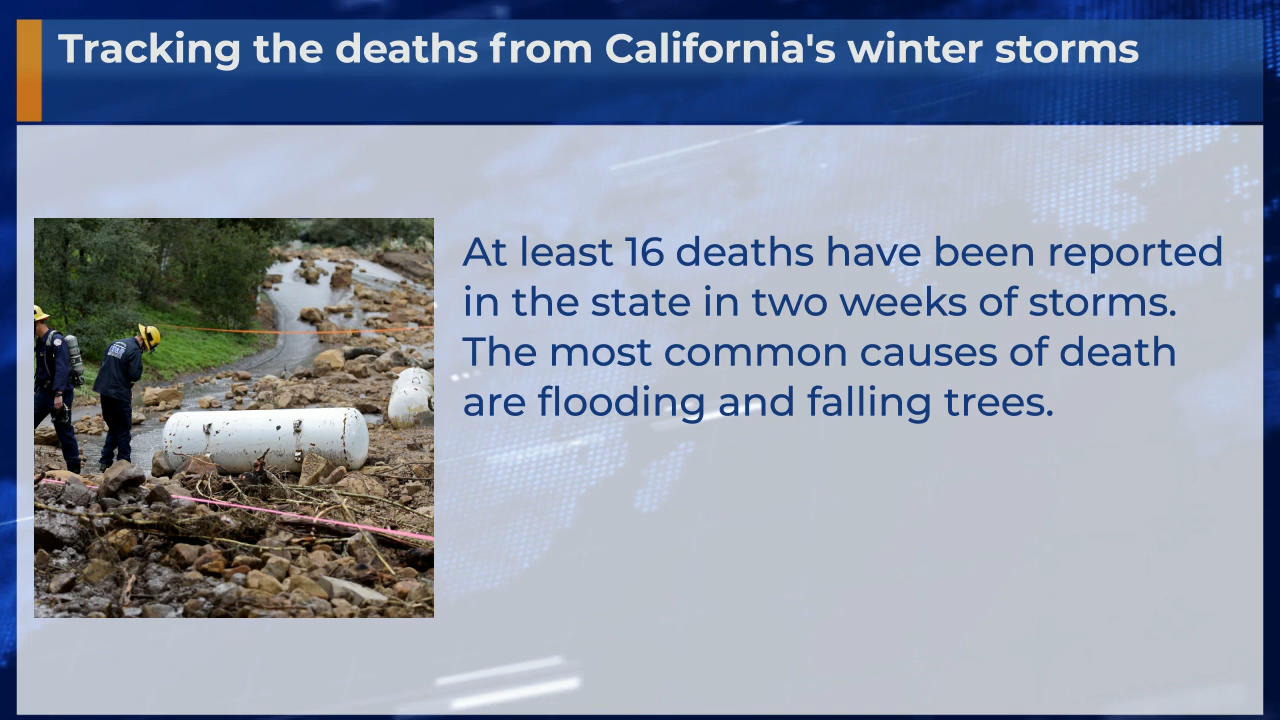 Tracking the deaths from California's winter storms
At least 16 deaths have been reported
in the state in two weeks of storms.
The most common causes of death
are flooding and falling trees.